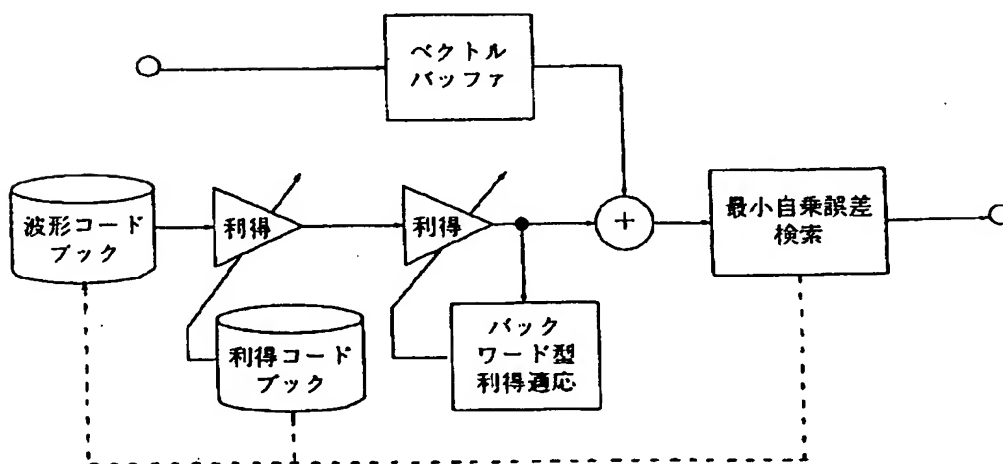 ベクトル
バッファ
波形コード
ブック
利得
利得
+
最小自乗誤差
検索
利得コード
ブック
バック
ワード型
利得適応